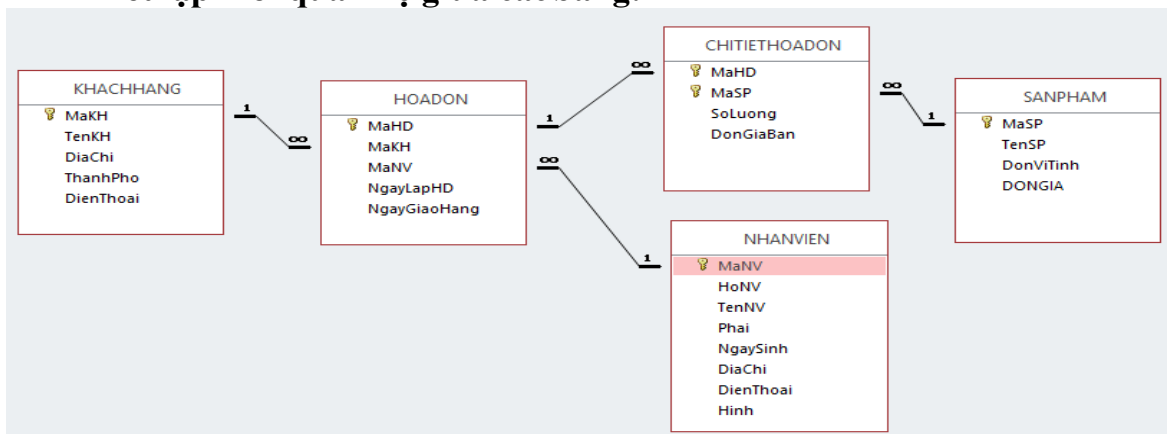 KHACHHANG
MaKH
TenKH
DiaChi
ThanhPho
DienThoai
1
∞
HOADON
MaHD
MaKH
MaNV
NgayLapHD
NgayGiaoHang
1
∞
∞
1
CHITIETHOADON
MaHD
MaSP
SoLuong
DonGiaBan
∞
1
SANPHAM
MaSP
TenSP
DonViTinh
DONGIA
NHANVIEN
MaNV
HoNV
TenNV
Phai
NgaySinh
DiaChi
DienThoai
Hinh